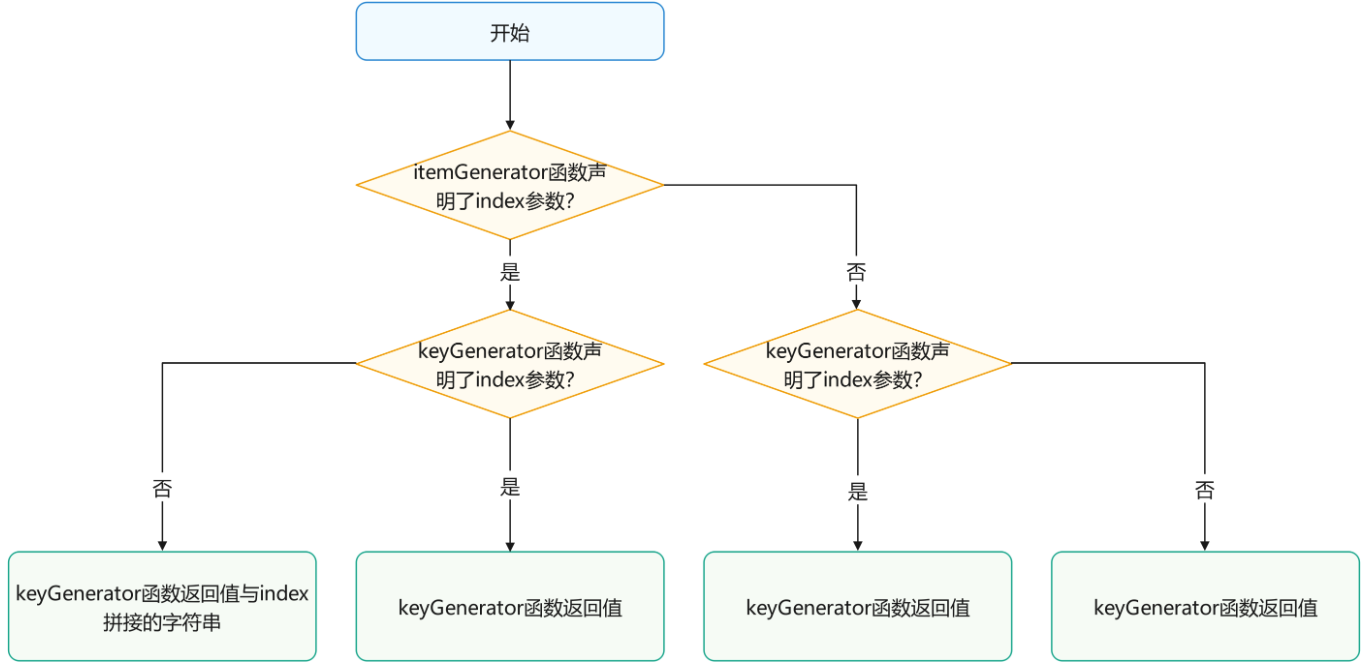 开始
itemGenerator函数声
明了index参数?
是
否
keyGenerator函数声
明了index参数?
keyGenerator函数声
明了index参数?
否
是
是
否
keyGenerator函数返回值与index
拼接的字符串
keyGenerator函数返回值
keyGenerator函数返回值
keyGenerator函数返回值